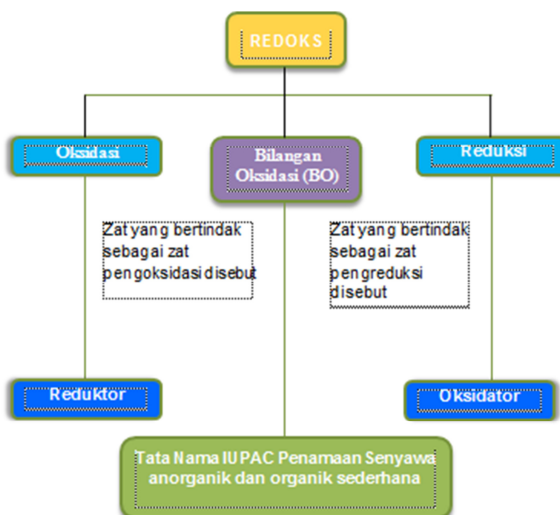 REDOKS
Oksidasi
Bilangan
Oksidasi (BO)
Reduksi
Zat yang bertindak
sebagai zat
pengoksidasi disebut
Zat yang bertindak
sebagai zat
pengreduksi
disebut
Reduktor
Oksidator
Tata Nama IUPAC Penamaan Senyawa
anorganik dan organik sederhana